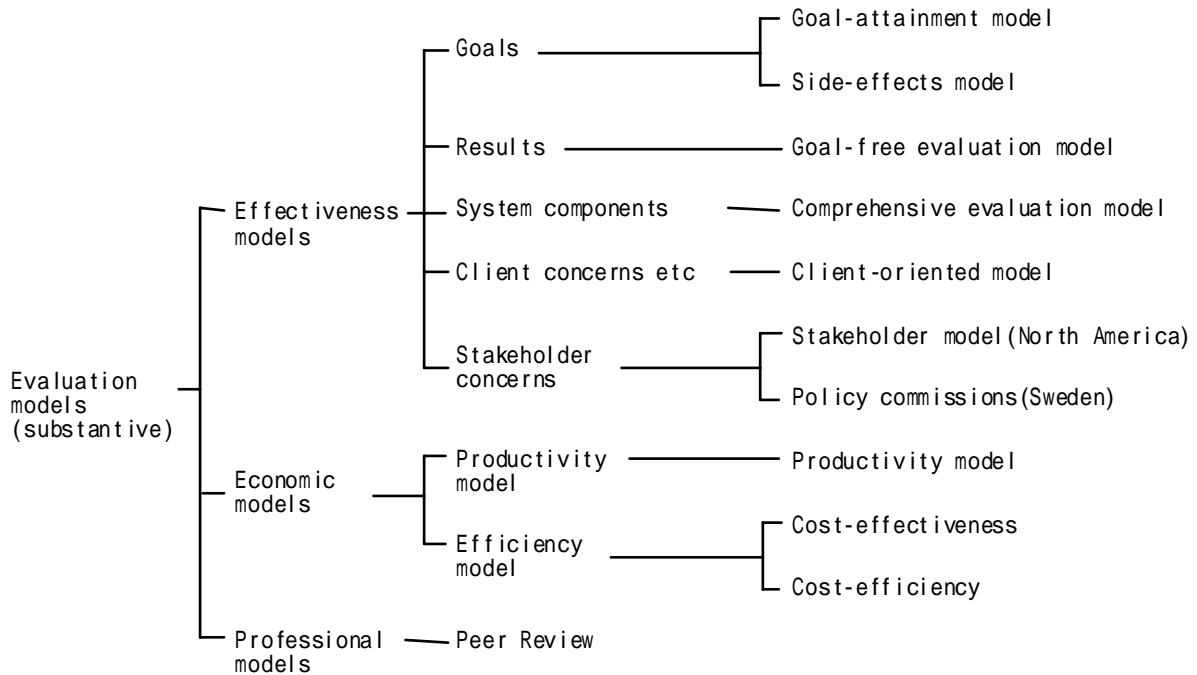 Goal-attainment model
Goals
Side-effects model
Results
Goal-free evaluation model
Effectiveness
models
System components
Comprehensive evaluation model
Client concerns etc
Client-oriented model
Stakeholder
concerns
Stakeholder model(North America)
Policy commissions(Sweden)
Evaluation
models
(substantive)
Economic
models
Productivity
model
Productivity model
Efficiency
model
Cost-effectiveness
Cost-efficiency
Professional
models
Peer Review